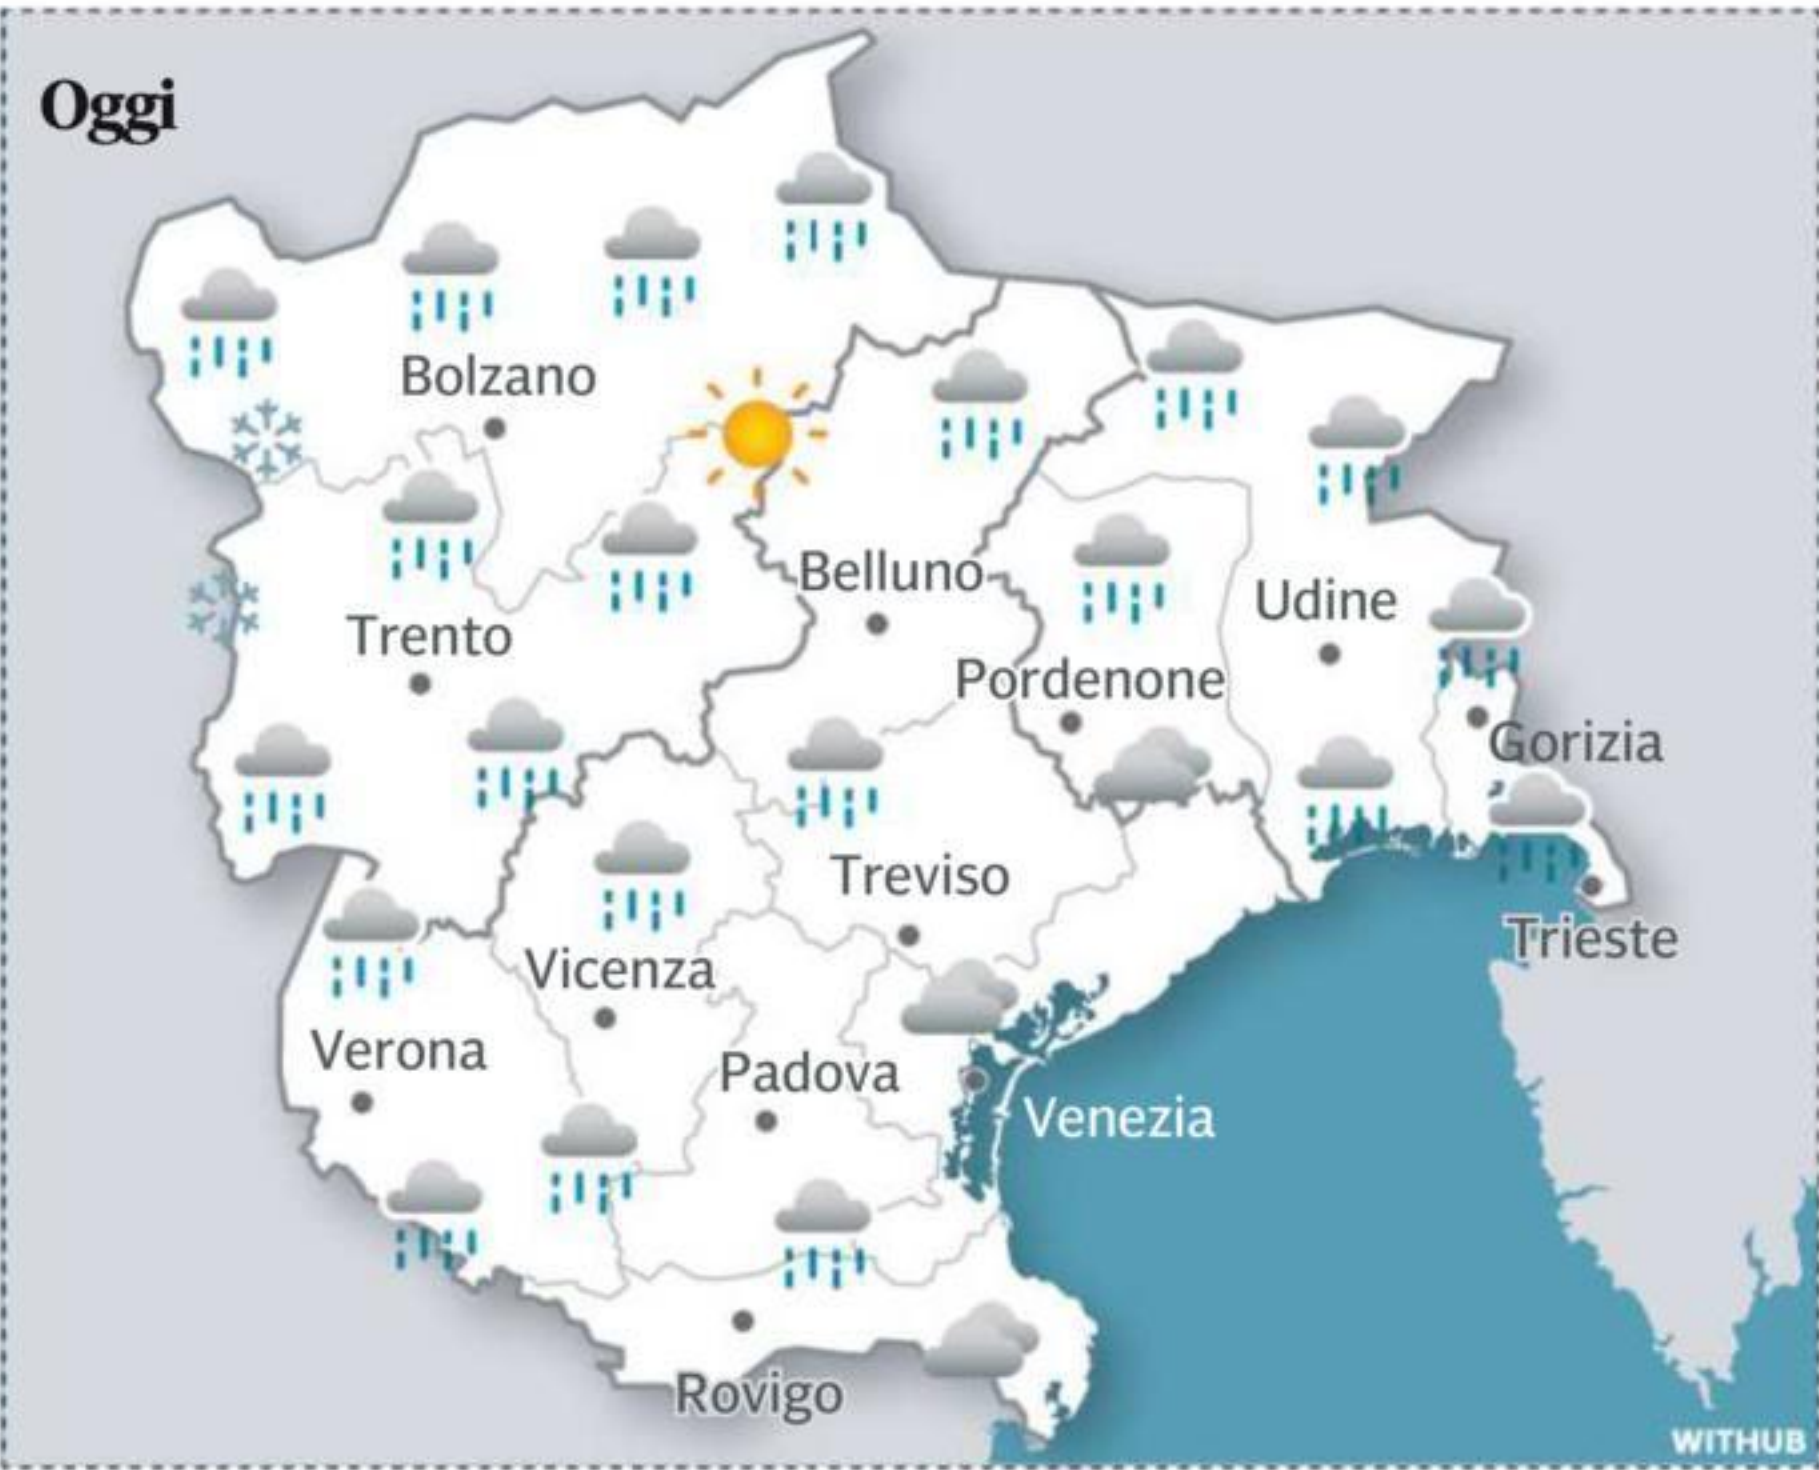 Oggi
Bolzano
Belluno
Udine
Trento
Pordenone
Gorizia
Treviso
Trieste
Vicenza
Verona
Padova
Venezia
Rovigo
WITHUB